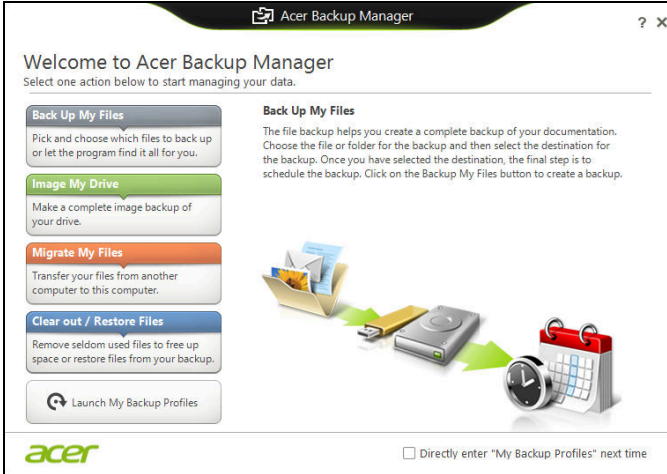 Acer Backup Manager
? X
Welcome to Acer Backup Manager
Select one action below to start managing your data.
Back Up My Files
Pick and choose which files to back up
or let the program find it all for you.
Image My Drive
Make a complete image backup of
your drive.
Migrate My Files
Transfer your files from another
computer to this computer.
Clear out / Restore Files
Remove seldom used files to free up
space or restore files from your backup.
Launch My Backup Profiles
Back Up My Files
The file backup helps you create a complete backup of your documentation.
Choose the file or folder for the backup and then select the destination for
the backup. Once you have selected the destination, the final step is to
schedule the backup. Click on the Backup My Files button to create a backup.
acer
Directly enter "My Backup Profiles" next time